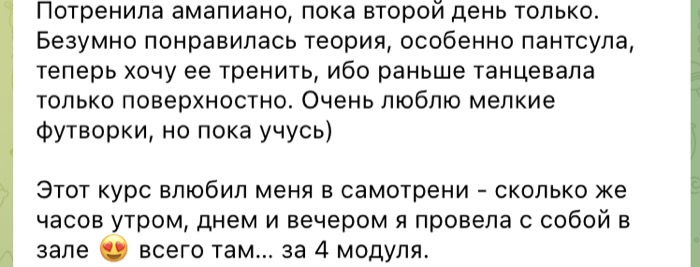 Потренила амапиано, пока второй день только.
Безумно понравилась теория, особенно пантсула,
теперь хочу ее тренить, ибо раньше танцевала
только поверхностно. Очень люблю мелкие
футворки, но пока учусь)
Этот курс влюбил меня в самотрени - сколько же
часов утром, днем и вечером я провела с собой в
зале 😍 всего там... за 4 модуля.